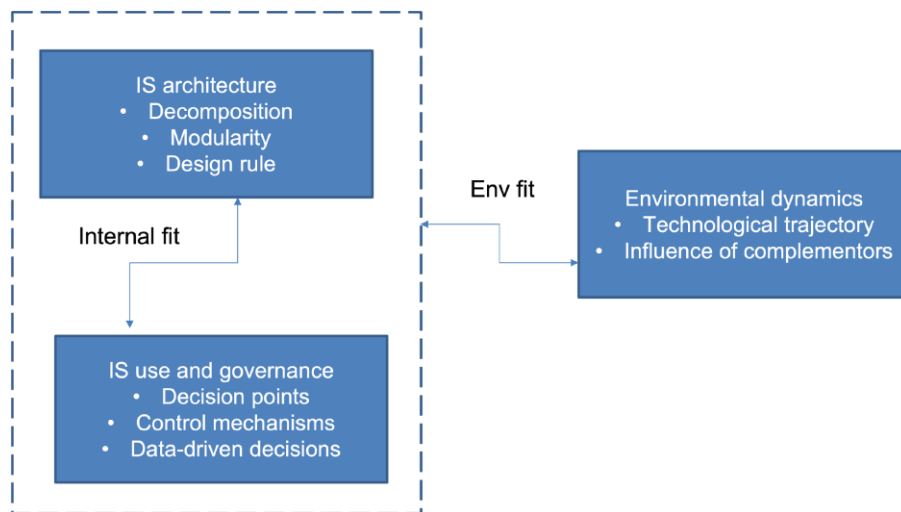 IS architecture
• Decomposition
• Modularity
• Design rule
Internal fit
IS use and governance
• Decision points
• Control mechanisms
• Data-driven decisions
Env fit
Environmental dynamics
• Technological trajectory
• Influence of complementors